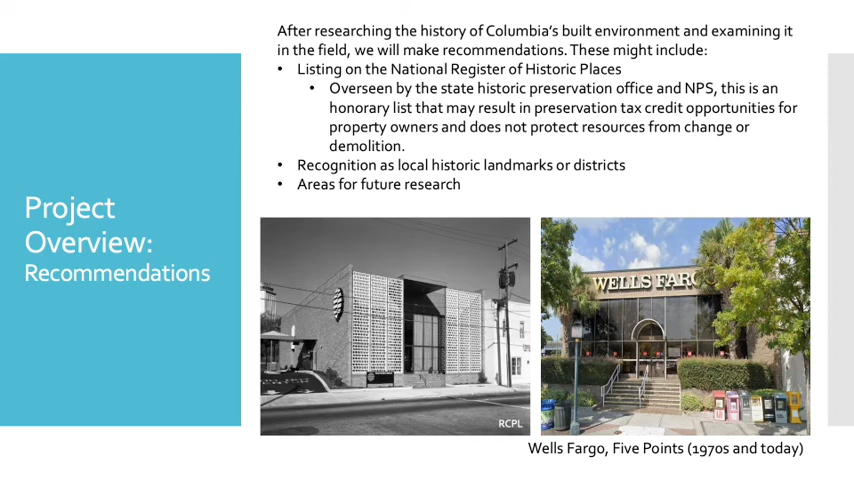 After researching the history of Columbia's built environment and examining it
in the field, we will make recommendations. These might include:
• Listing on the National Register of Historic Places
• Overseen by the state historic preservation office and NPS, this is an
honorary list that may result in preservation tax credit opportunities for
property owners and does not protect resources from change or
demolition.
• Recognition as local historic landmarks or districts
• Areas for future research
Project
Overview:
Recommendations
RCPL
WELLS FARGO
Wells Fargo, Five Points (1970s and today)